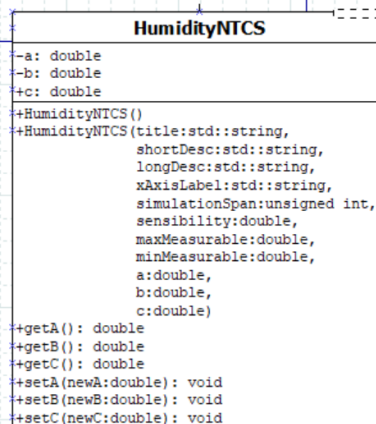 HumidityNTCS
-a: double
-b: double
+c: double
+HumidityNTCS()
+HumidityNTCS(title:std::string,
shortDesc:std::string,
longDesc:std::string,
xAxisLabel:std::string,
simulationSpan:unsigned int,
sensibility:double,
maxMeasurable:double,
minMeasurable:double,
a:double,
b:double,
c:double)
+getA(): double
+getB(): double
+getC(): double
+setA(newA:double): void
+setB(newB:double): void
+setC(newC:double): void